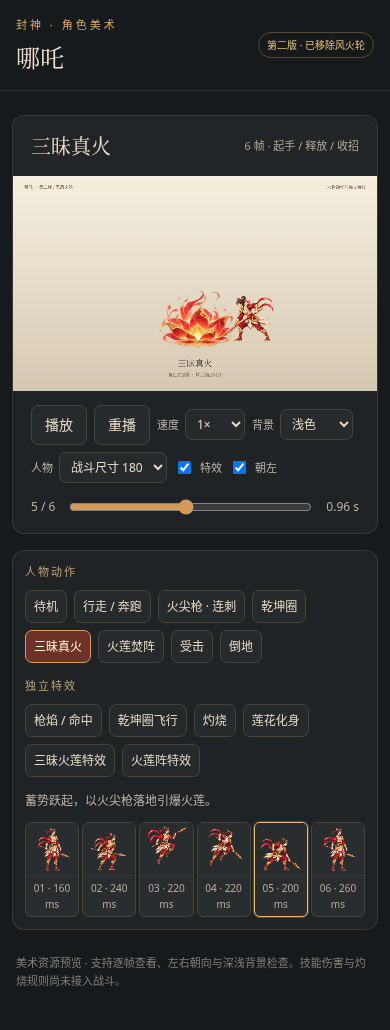 封神 · 角色美术
哪吒
第二版 · 已移除风火轮
三昧真火
6 帧 · 起手 / 释放 / 收招
三昧真火
播放
重播
速度
1×
背景
浅色
人物
战斗尺寸 180
特效
朝左
5 / 6
0.96 s
人物动作
待机
行走 / 奔跑
火尖枪 · 连刺
乾坤圈
三昧真火
火莲焚阵
受击
倒地
独立特效
枪焰 / 命中
乾坤圈飞行
灼烧
莲花化身
三昧火莲特效
火莲阵特效
蓄势跃起，以火尖枪落地引爆火莲。
01 · 160
ms
02 · 240
ms
03 · 220
ms
04 · 220
ms
05 · 200
ms
06 · 260
ms
美术资源预览 · 支持逐帧查看、左右朝向与深浅背景检查。技能伤害与灼
烧规则尚未接入战斗。